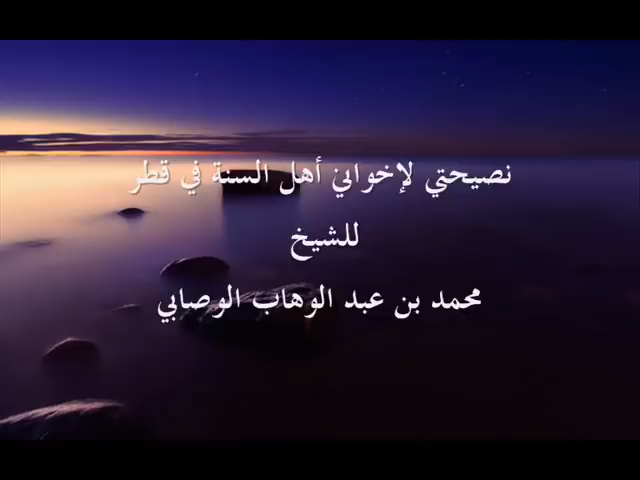 نصيحتي لإخواني أهل السنة في قطر
للشيخ
محمد بن عبد الوهاب الوصابي